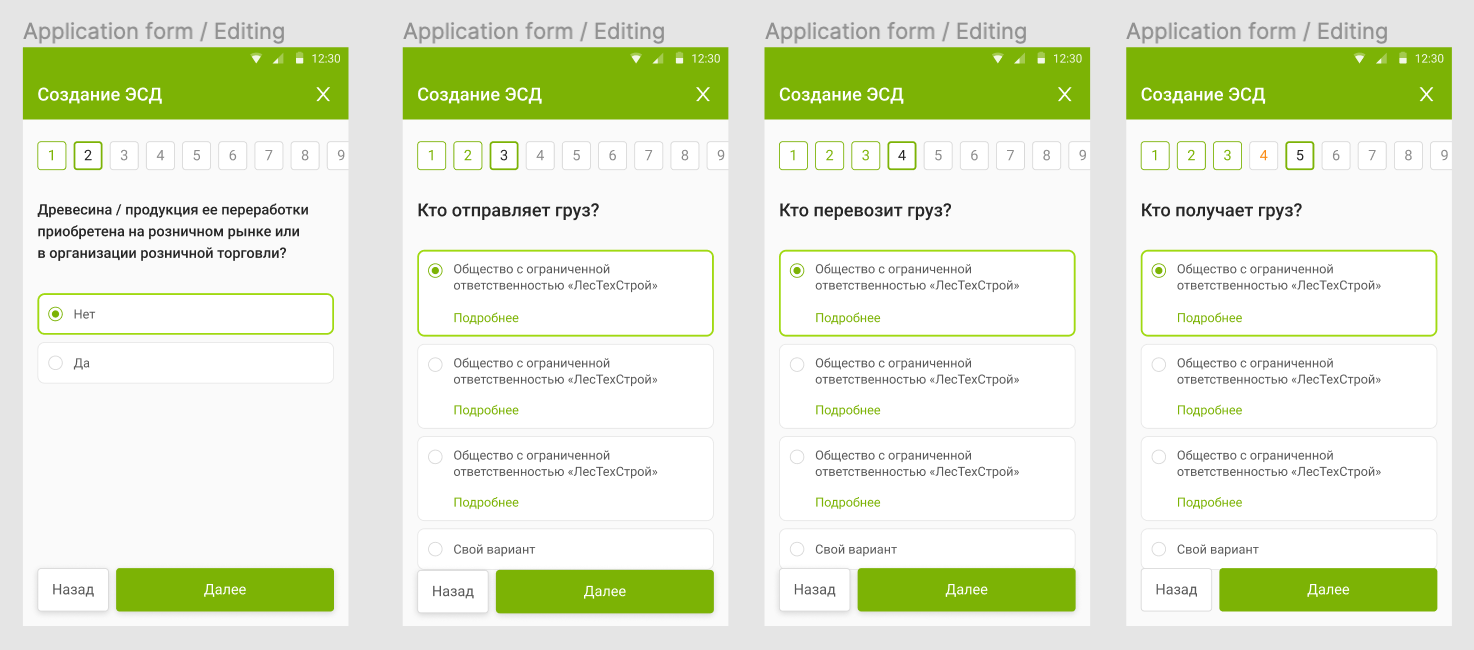 Application form / Editing
12:30
Создание ЭСД X
1 2 3 4 5 6 7 8 9
Древесина / продукция ее переработки
приобретена на розничном рынке или
в организации розничной торговли?
Нет
Да
Назад Далее
Application form / Editing
12:30
Создание ЭСД X
1 2 3 4 5 6 7 8 9
Кто отправляет груз?
Общество с ограниченной
ответственностью «ЛесТехСтрой»
Подробнее
Общество с ограниченной
ответственностью «ЛесТехСтрой»
Подробнее
Общество с ограниченной
ответственностью «ЛесТехСтрой»
Подробнее
Свой вариант
Назад Далее
Application form / Editing
12:30
Создание ЭСД X
1 2 3 4 5 6 7 8 9
Кто перевозит груз?
Общество с ограниченной
ответственностью «ЛесТехСтрой»
Подробнее
Общество с ограниченной
ответственностью «ЛесТехСтрой»
Подробнее
Общество с ограниченной
ответственностью «ЛесТехСтрой»
Подробнее
Свой вариант
Назад Далее
Application form / Editing
12:30
Создание ЭСД X
1 2 3 4 5 6 7 8 9
Кто получает груз?
Общество с ограниченной
ответственностью «ЛесТехСтрой»
Подробнее
Общество с ограниченной
ответственностью «ЛесТехСтрой»
Подробнее
Общество с ограниченной
ответственностью «ЛесТехСтрой»
Подробнее
Свой вариант
Назад Далее